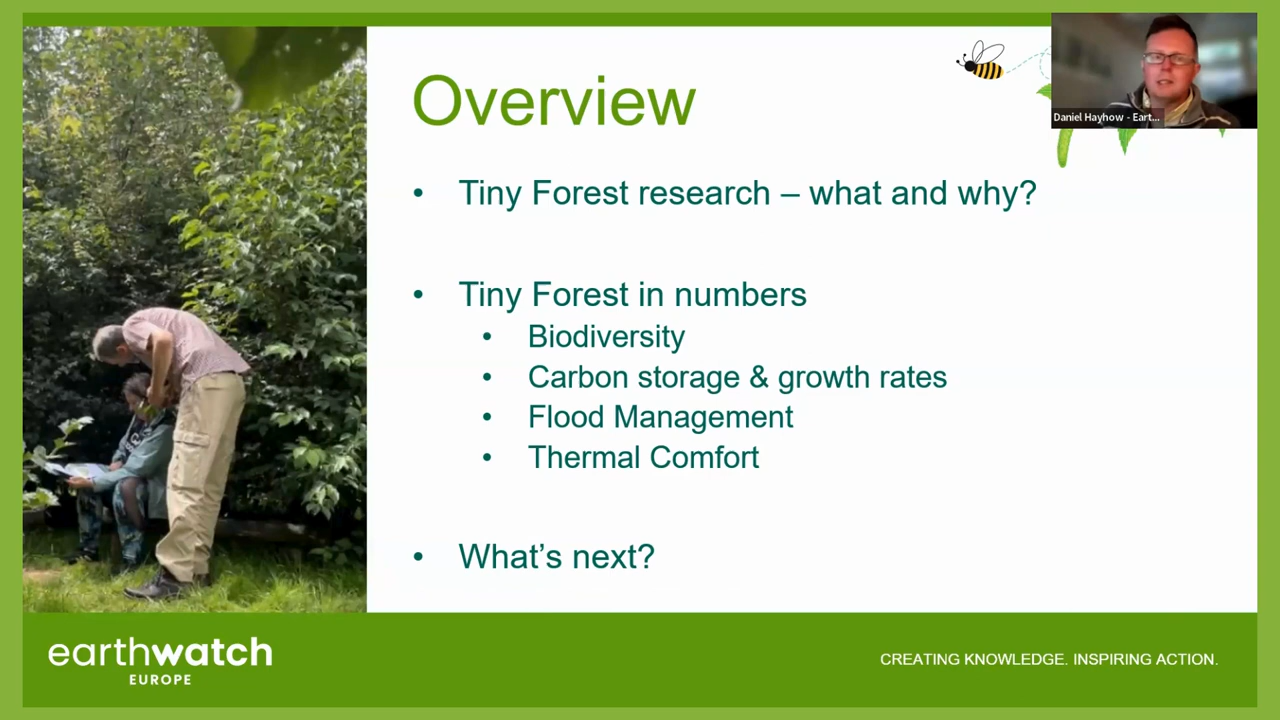 Overview
Daniel Hayhow - Eart...
• Tiny Forest research – what and why?
• Tiny Forest in numbers
• Biodiversity
• Carbon storage & growth rates
• Flood Management
• Thermal Comfort
• What’s next?
earthwatch
EUROPE
CREATING KNOWLEDGE. INSPIRING ACTION.